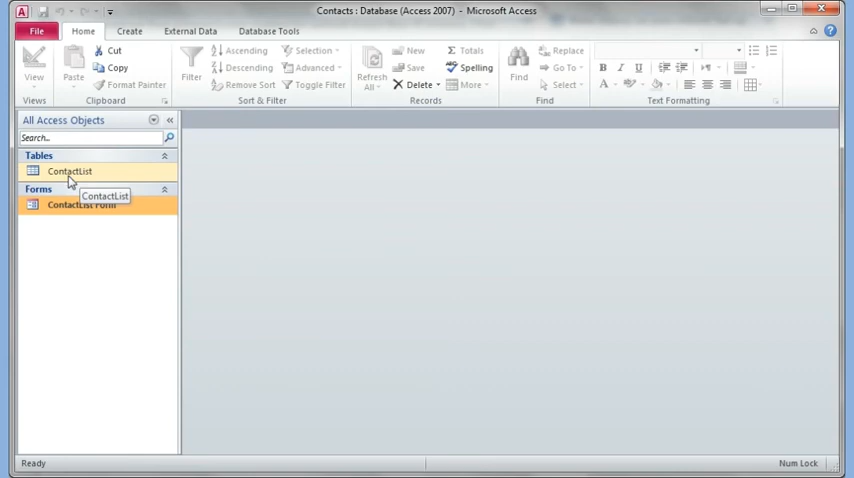 Contacts : Database (Access 2007) - Microsoft Access
File Home Create External Data Database Tools
View
Views
Paste
Cut
Copy
Format Painter
Clipboard
Filter
Ascending
Descending
Remove Sort
Selection
Advanced
Toggle Filter
Sort & Filter
Refresh
All
New
Save
Delete
Totals
Spelling
More
Records
Find
Replace
Go To
Select
Find
B I U
A
Text Formatting
All Access Objects
Search...
Tables
ContactList
Forms
ContactList
ContactList Form
Ready
Num Lock